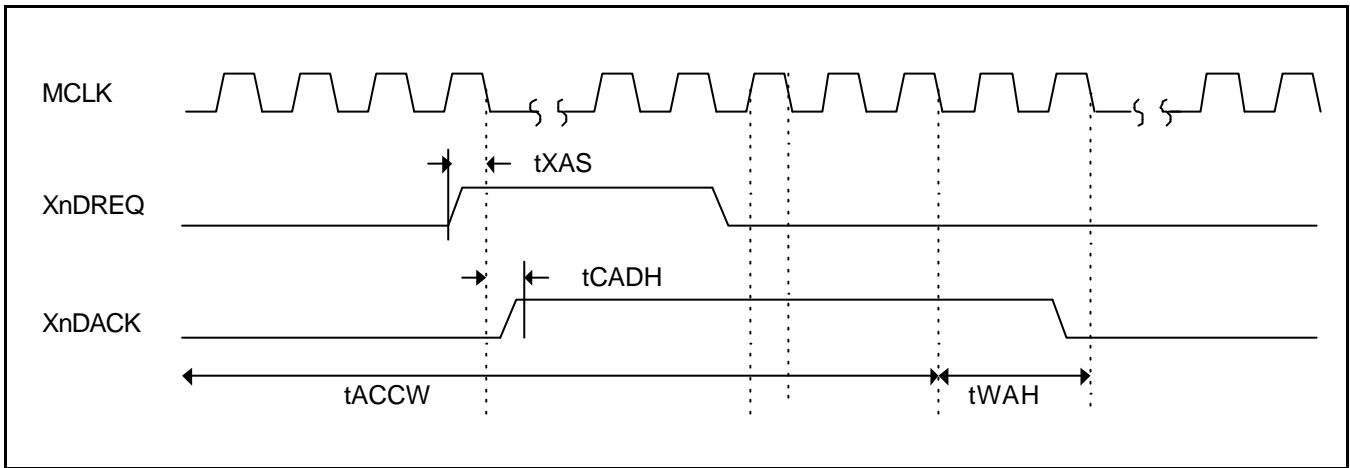 MCLK
tXAS
XnDREQ
tCADH
XnDACK
tACCW
tWAH